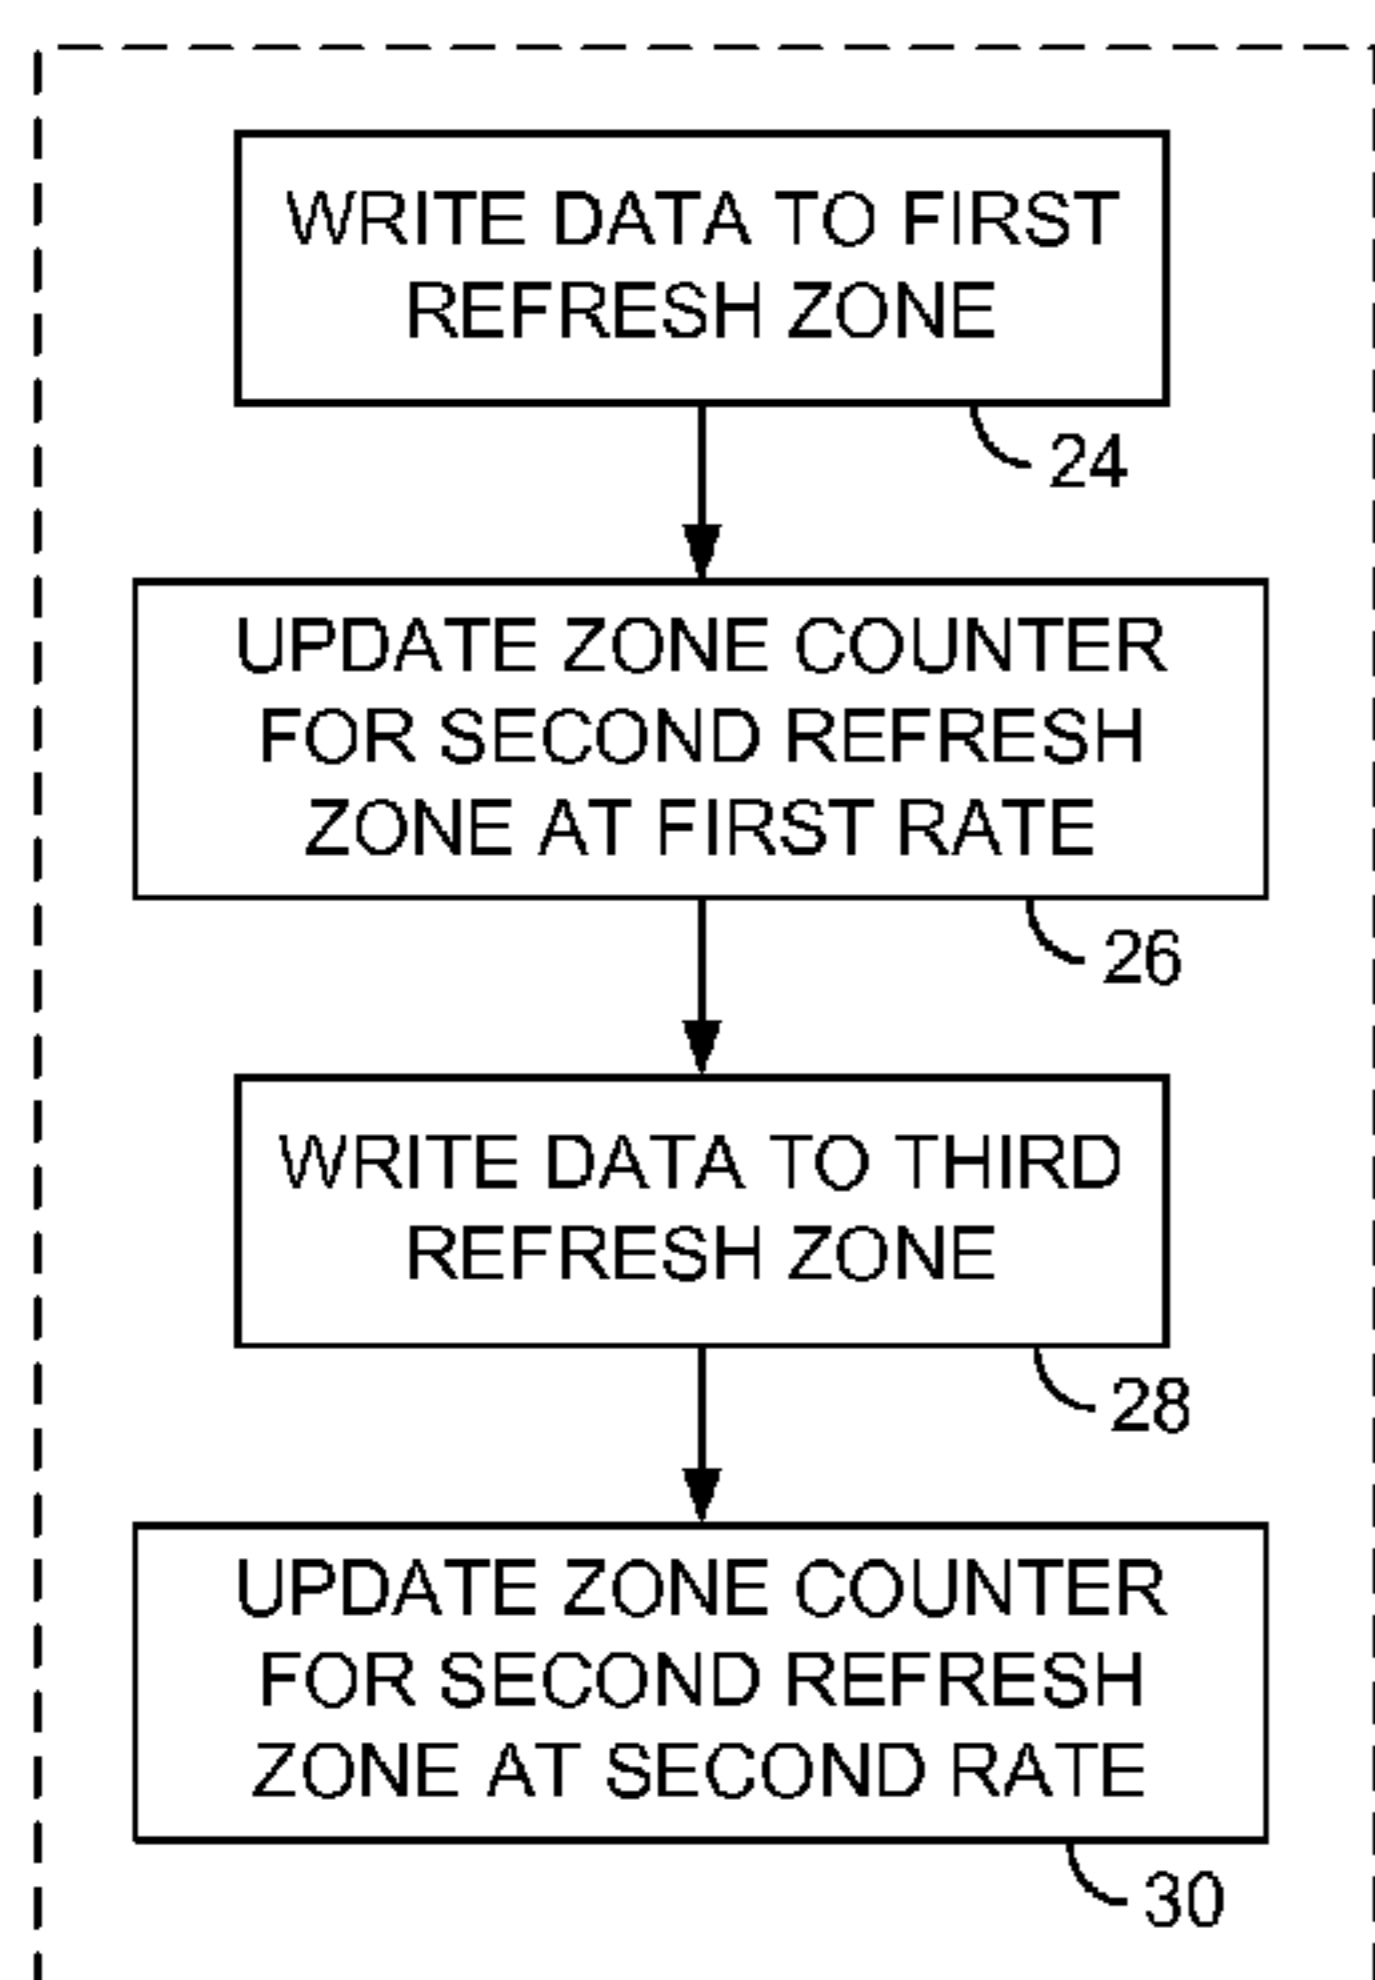 WRITE DATA TO FIRST
REFRESH ZONE
24
UPDATE ZONE COUNTER
FOR SECOND REFRESH
ZONE AT FIRST RATE
26
WRITE DATA TO THIRD
REFRESH ZONE
28
UPDATE ZONE COUNTER
FOR SECOND REFRESH
ZONE AT SECOND RATE
30